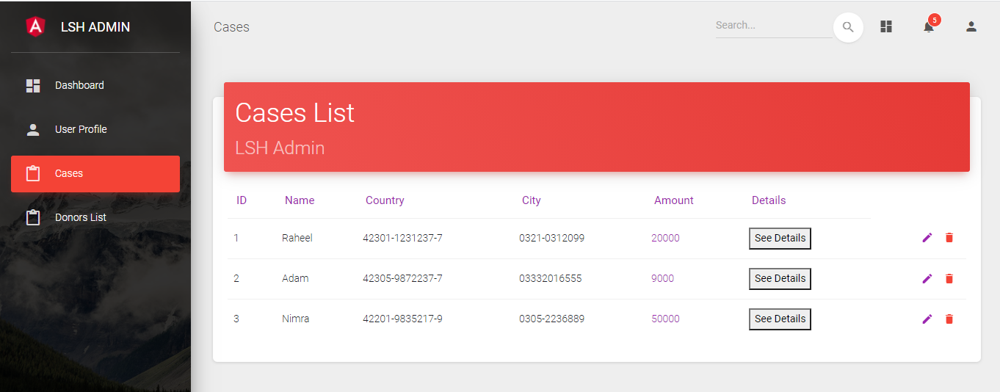 LSH ADMIN
Cases
Search...
5
Dashboard
User Profile
Cases
Donors List
Cases List
LSH Admin
ID Name Country City Amount Details
1 Raheel 42301-1231237-7 0321-0312099 20000 See Details
2 Adam 42305-9872237-7 03332016555 9000 See Details
3 Nimra 42201-9835217-9 0305-2236889 50000 See Details